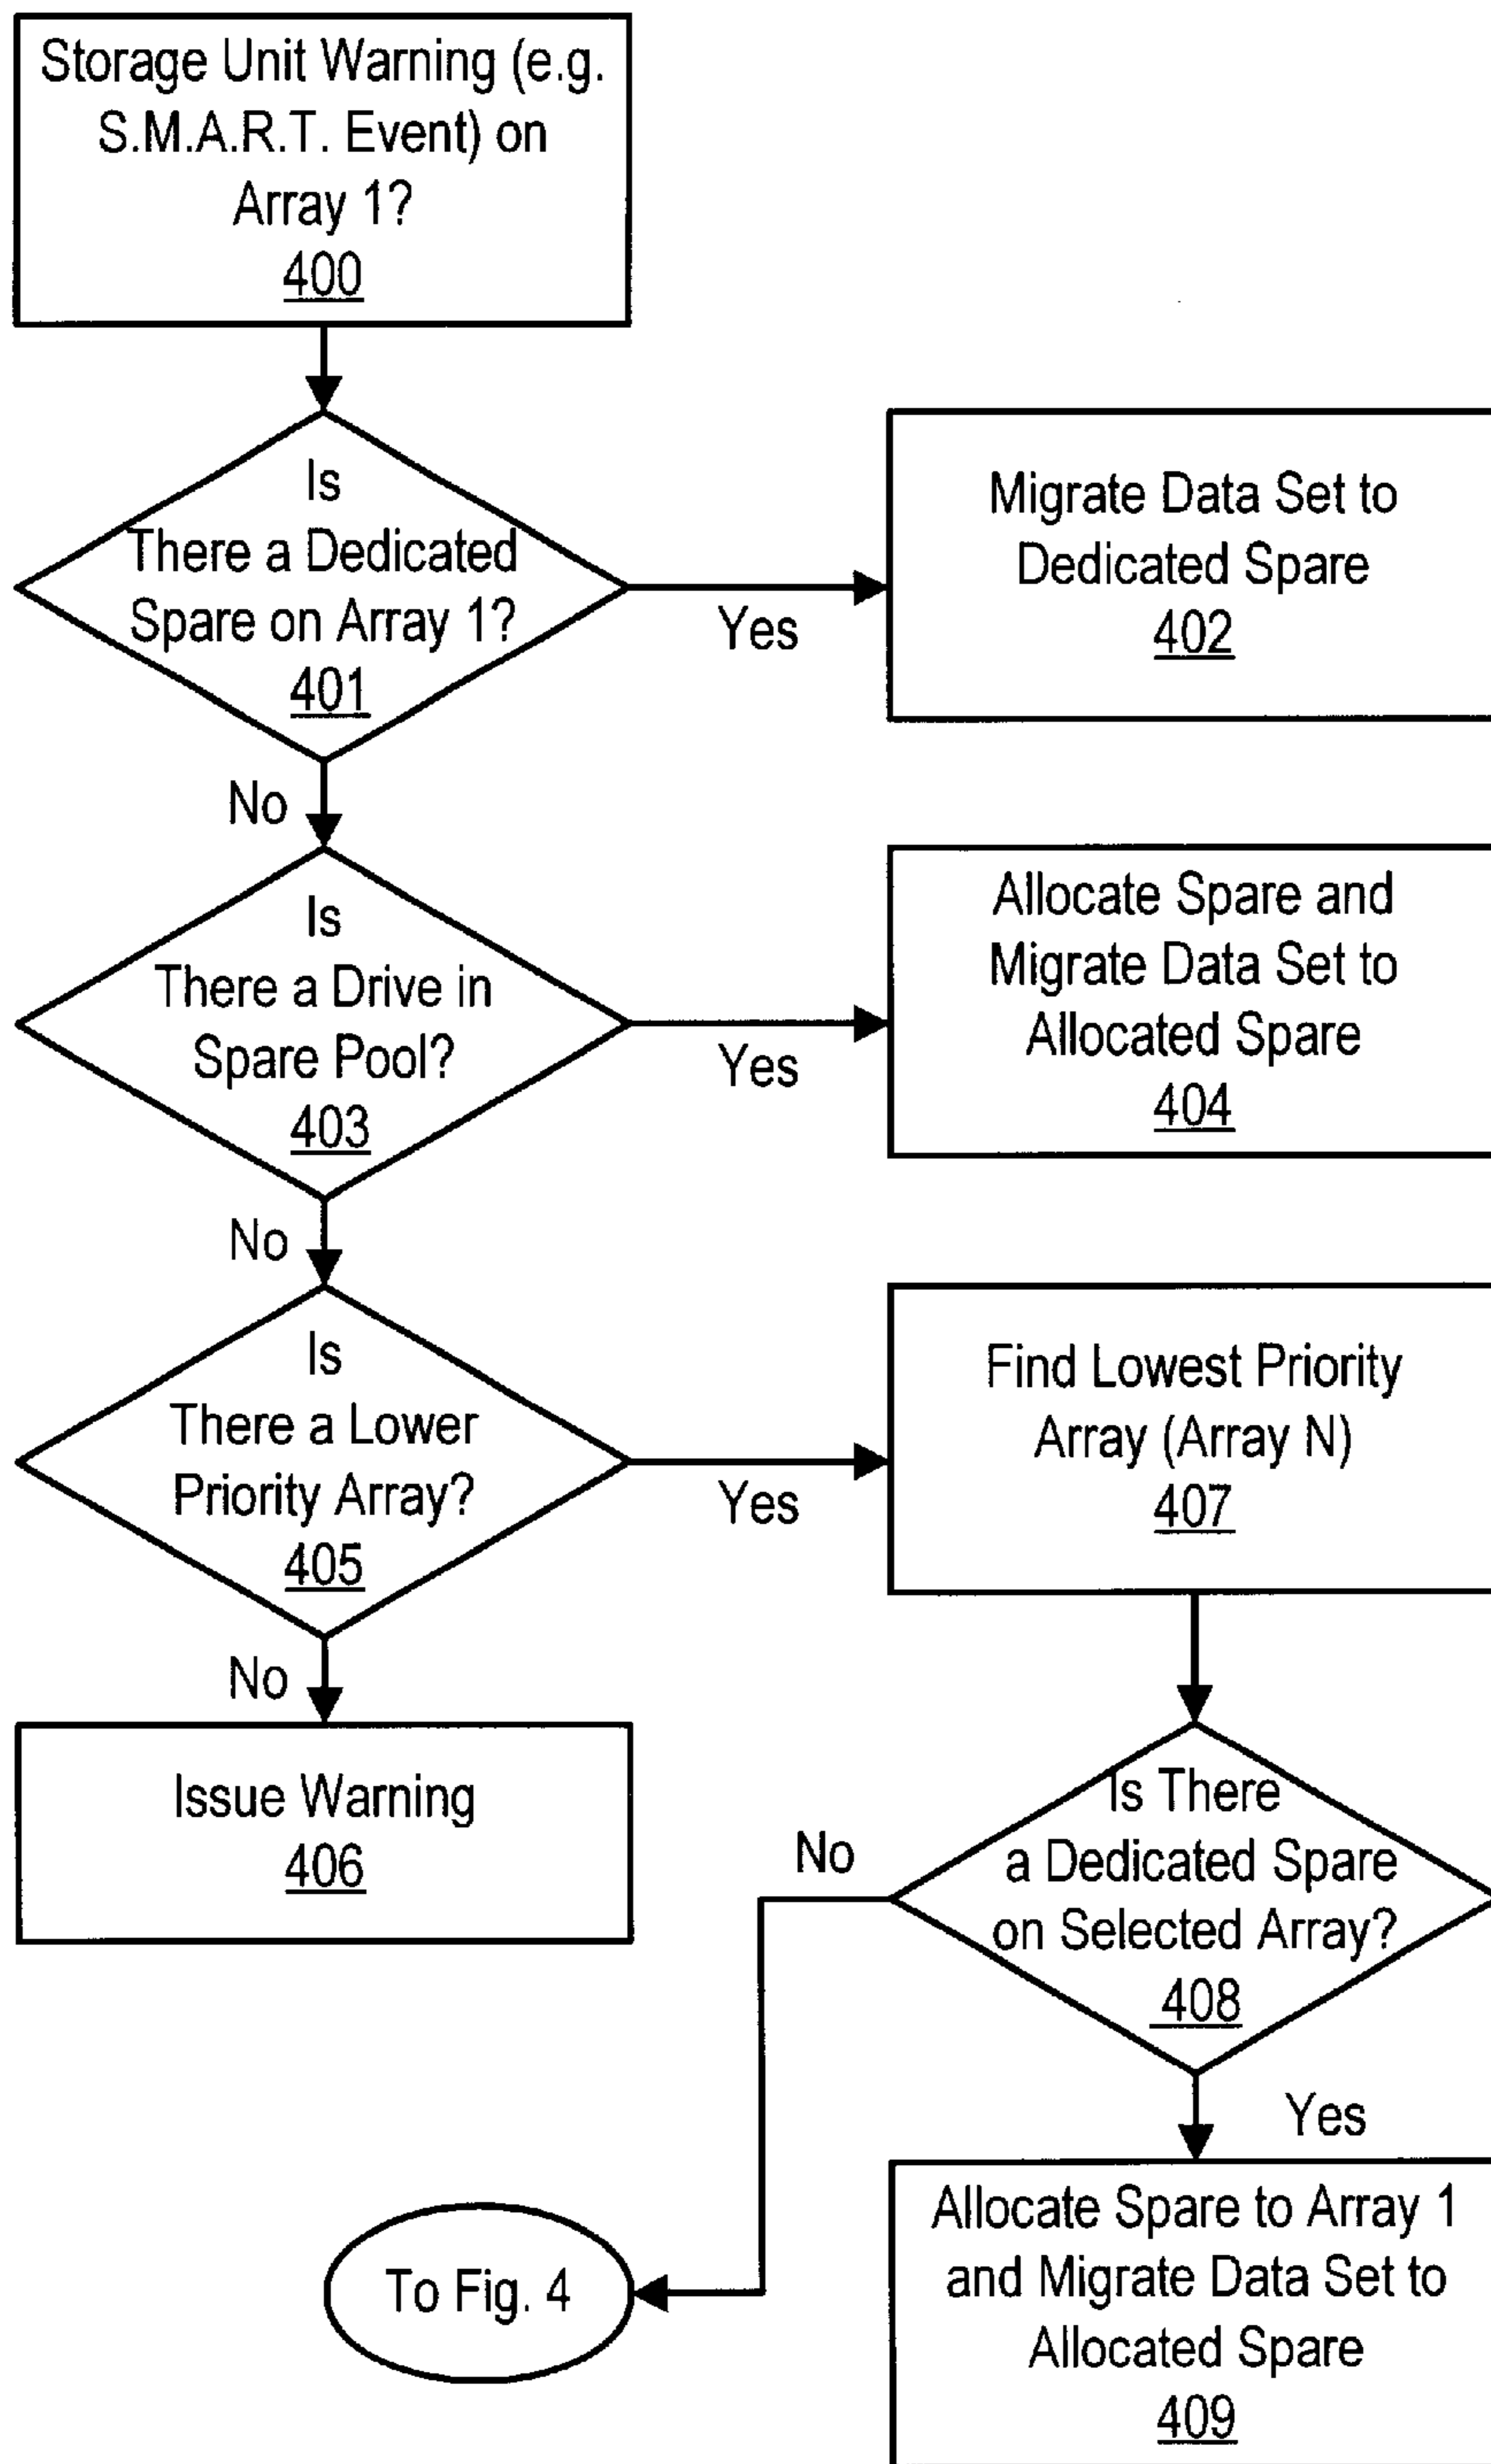 Storage Unit Warning (e.g.
S.M.A.R.T. Event) on
Array 1?
400
Is
There a Dedicated
Spare on Array 1?
401
Yes
Migrate Data Set to
Dedicated Spare
402
No
Is
There a Drive in
Spare Pool?
403
Yes
Allocate Spare and
Migrate Data Set to
Allocated Spare
404
No
Is
There a Lower
Priority Array?
405
Yes
Find Lowest Priority
Array (Array N)
407
No
Issue Warning
406
Is There
a Dedicated Spare
on Selected Array?
408
No
Yes
To Fig. 4
Allocate Spare to Array 1
and Migrate Data Set to
Allocated Spare
409